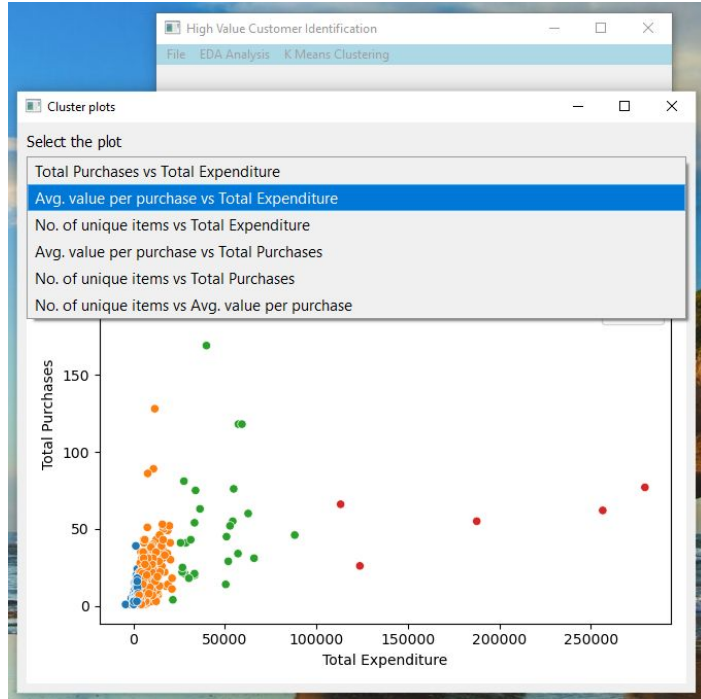 High Value Customer Identification
File EDA Analysis K Means Clustering
Cluster plots
Select the plot
Total Purchases vs Total Expenditure
Avg. value per purchase vs Total Expenditure
No. of unique items vs Total Expenditure
Avg. value per purchase vs Total Purchases
No. of unique items vs Total Purchases
No. of unique items vs Avg. value per purchase
Total Purchases
150
100
50
0
0 50000 100000 150000 200000 250000
Total Expenditure